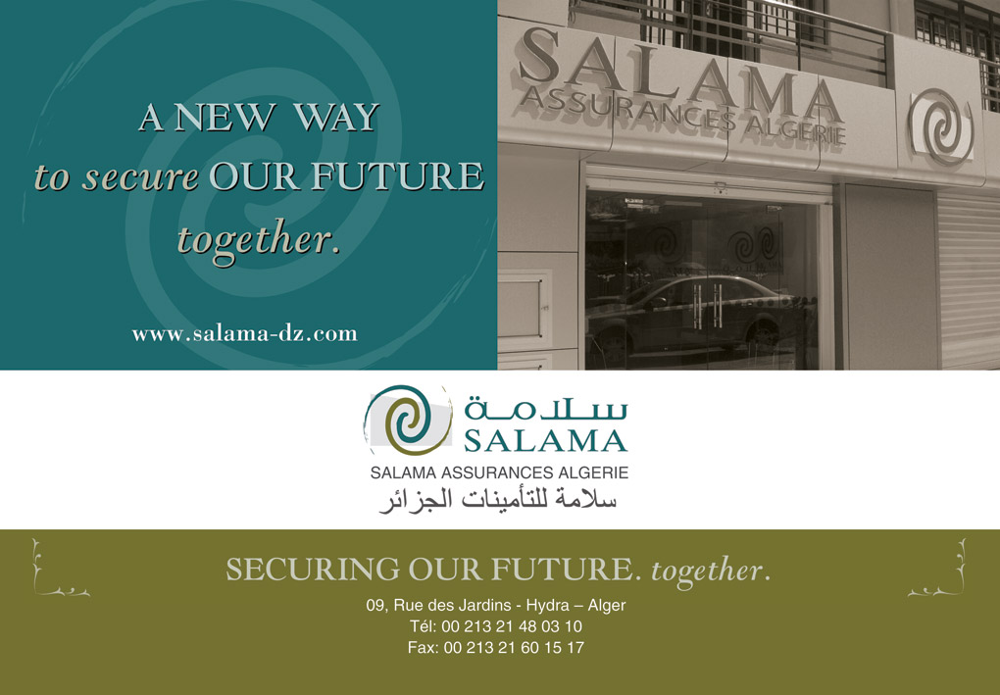 A NEW WAY
to secure OUR FUTURE
together.
www.salama-dz.com
SALAMA
ASSURANCES ALGERIE
سلامة
SALAMA
SALAMA ASSURANCES ALGERIE
سلامة للتأمينات الجزائر
SECURING OUR FUTURE. together.
09, Rue des Jardins - Hydra – Alger
Tél: 00 213 21 48 03 10
Fax: 00 213 21 60 15 17